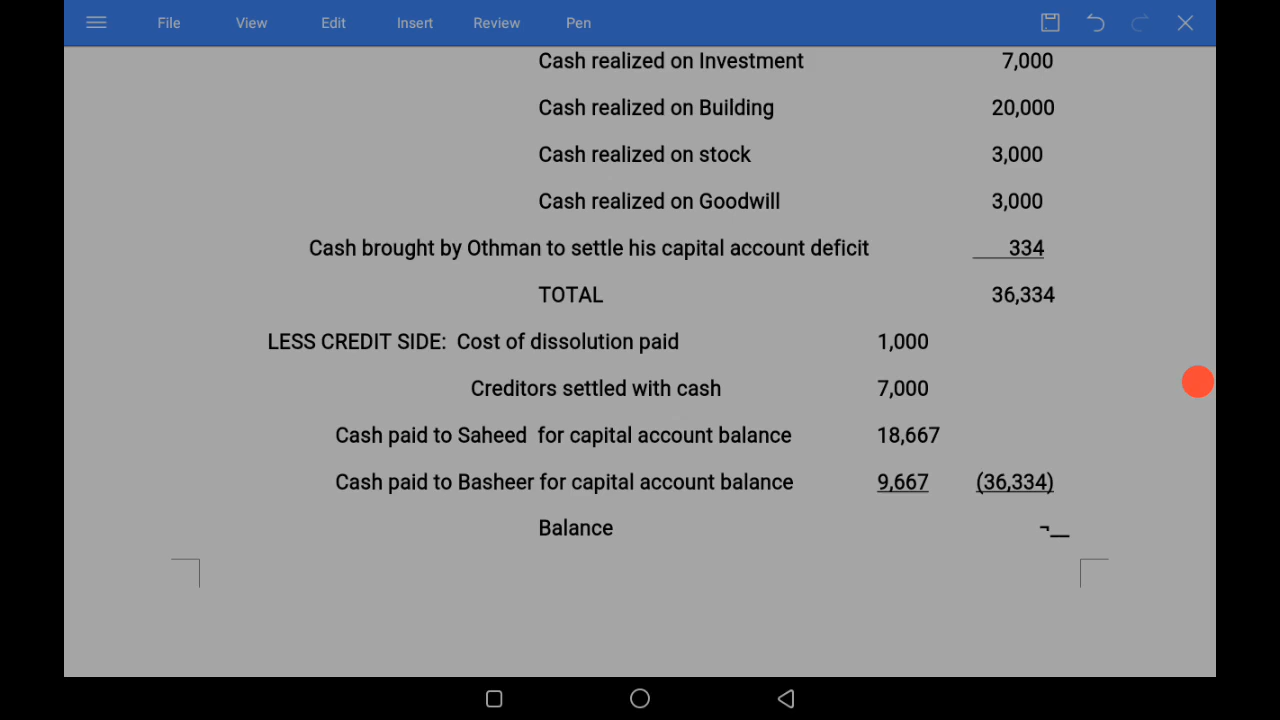 File View Edit Insert Review Pen
Cash realized on Investment 7,000
Cash realized on Building 20,000
Cash realized on stock 3,000
Cash realized on Goodwill 3,000
Cash brought by Othman to settle his capital account deficit 334
TOTAL 36,334
LESS CREDIT SIDE: Cost of dissolution paid 1,000
Creditors settled with cash 7,000
Cash paid to Saheed for capital account balance 18,667
Cash paid to Basheer for capital account balance 9,667 (36,334)
Balance ¬__